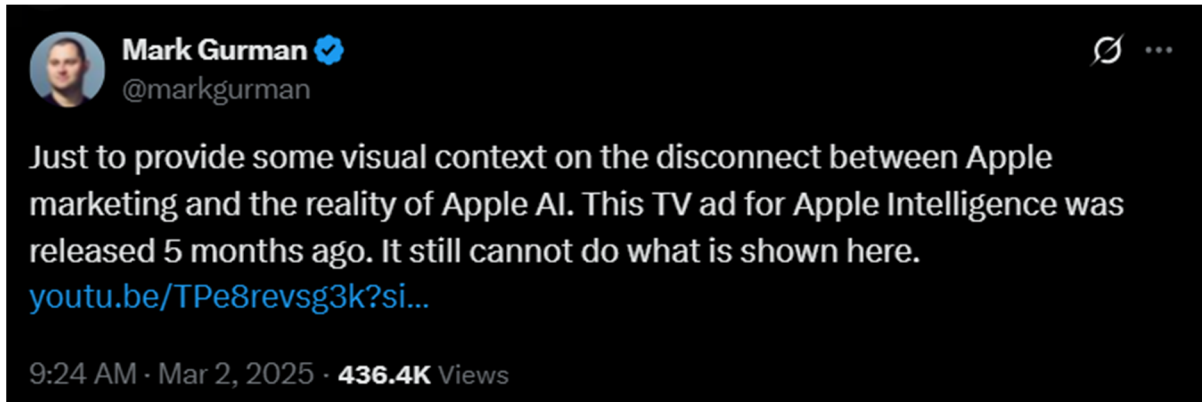 Mark Gurman
@markgurman
Just to provide some visual context on the disconnect between Apple
marketing and the reality of Apple AI. This TV ad for Apple Intelligence was
released 5 months ago. It still cannot do what is shown here.
youtu.be/TPe8revsg3k?si...
9:24 AM · Mar 2, 2025 · 436.4K Views